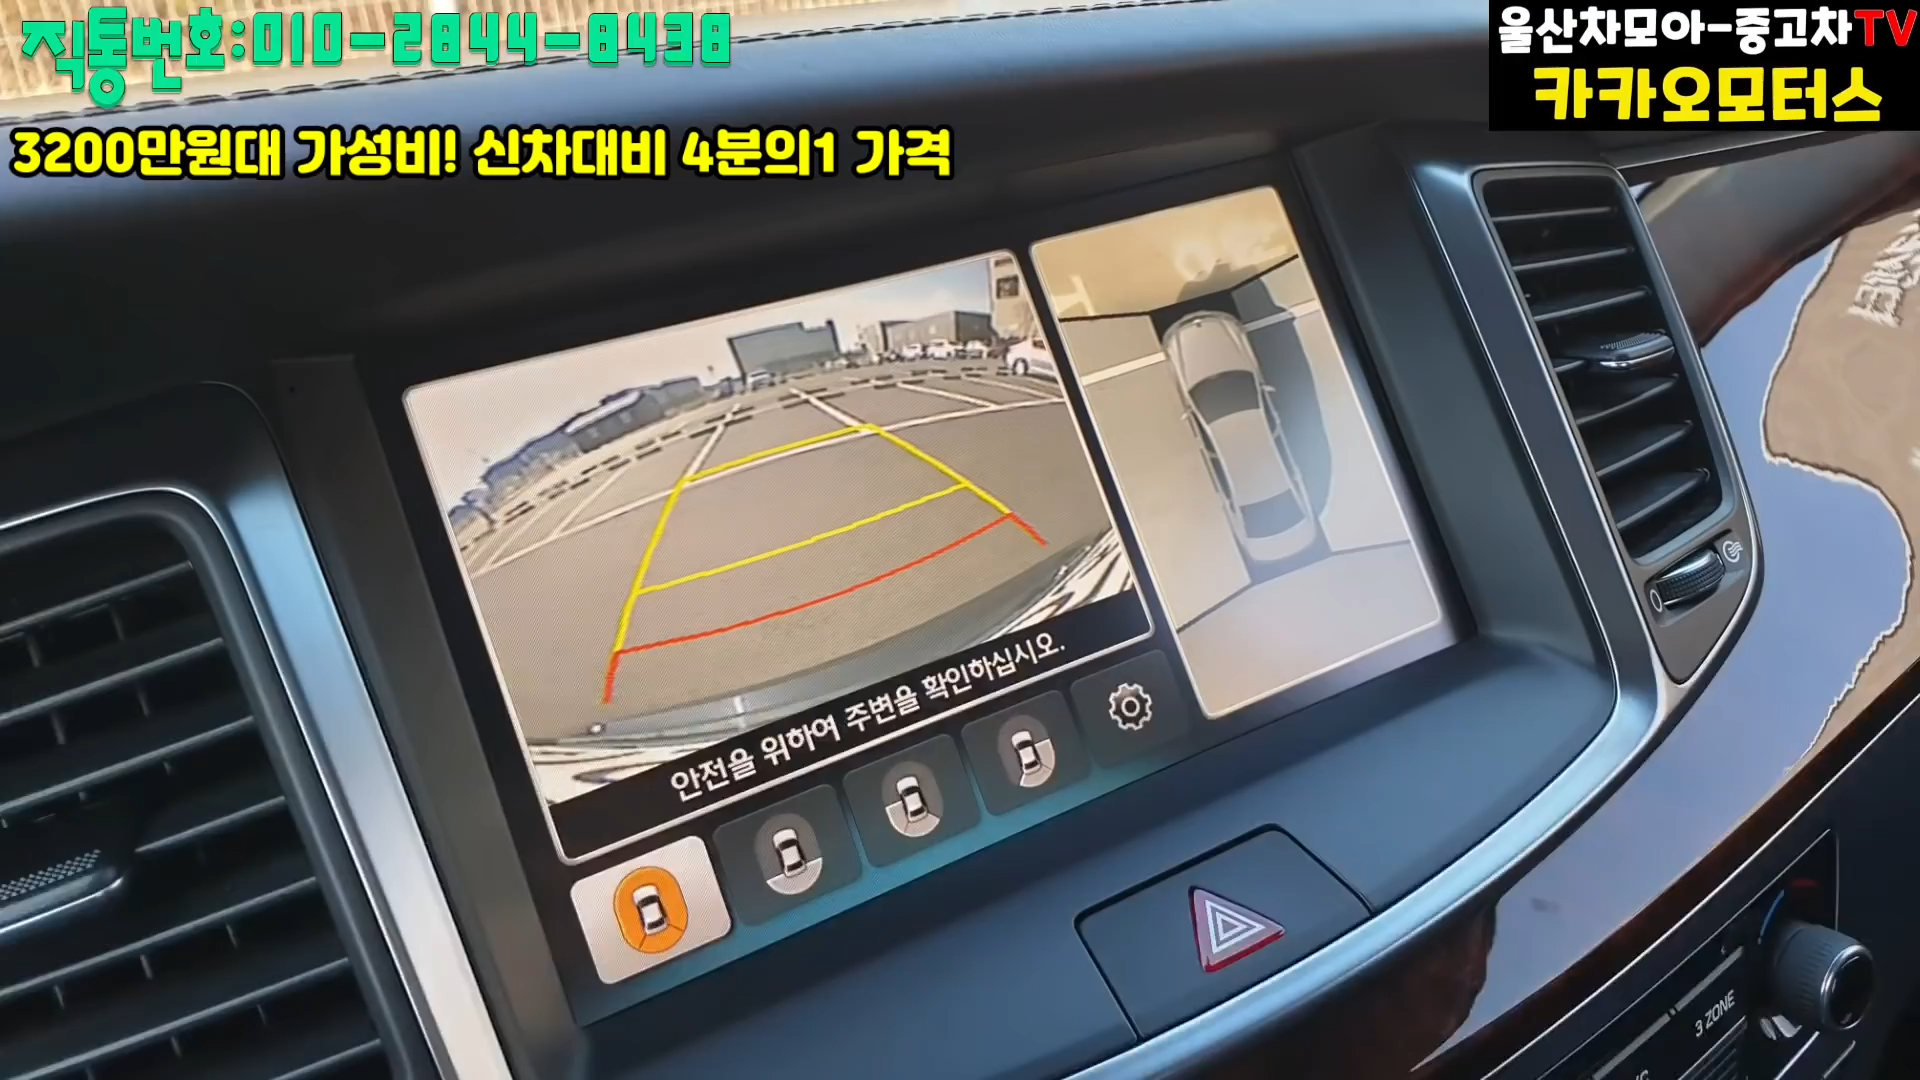 직통번호:010-2844-8438
울산차모아-중고차TV
카카오모터스
3200만원대 가성비! 신차대비 4분의1 가격
안전을 위하여 주변을 확인하십시오.
3 ZONE